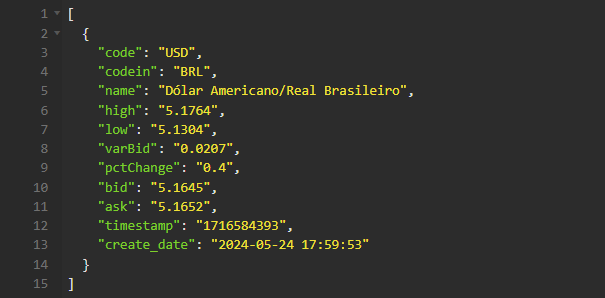 1 [
2 {
3 "code": "USD",
4 "codein": "BRL",
5 "name": "Dólar Americano/Real Brasileiro",
6 "high": "5.1764",
7 "low": "5.1304",
8 "varBid": "0.0207",
9 "pctChange": "0.4",
10 "bid": "5.1645",
11 "ask": "5.1652",
12 "timestamp": "1716584393",
13 "create_date": "2024-05-24 17:59:53"
14 }
15 ]